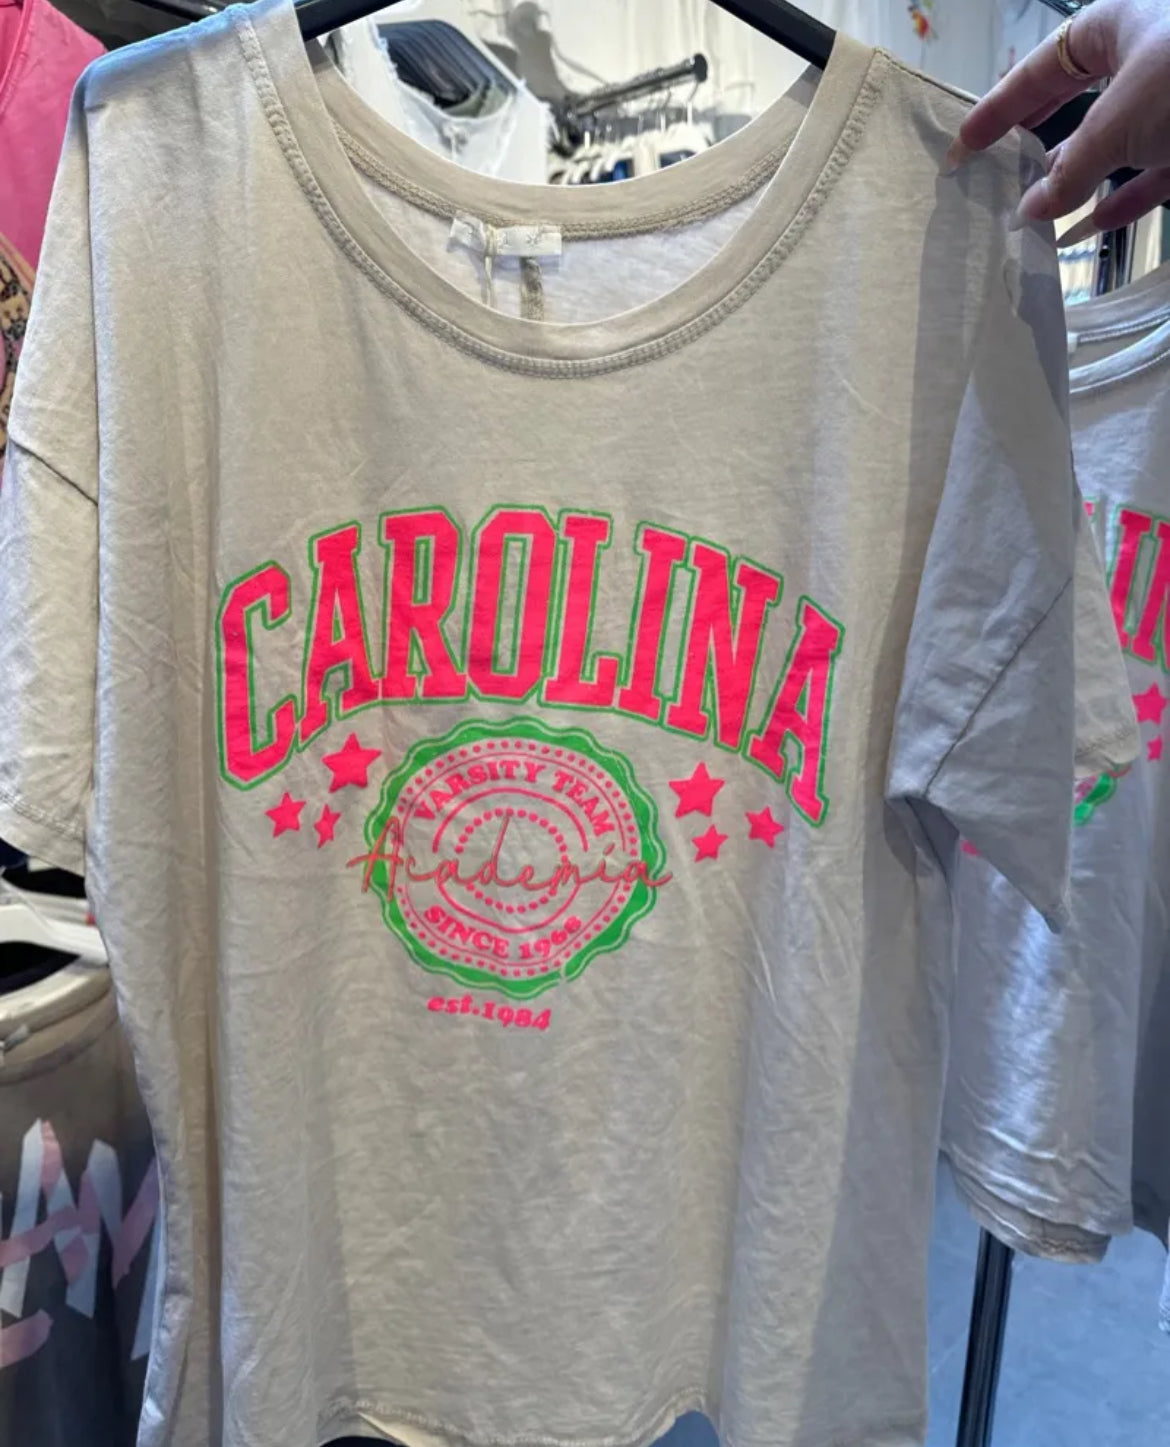 CAROLINA
VARSITY TEAM
Academia
SINCE 1966
est.1984